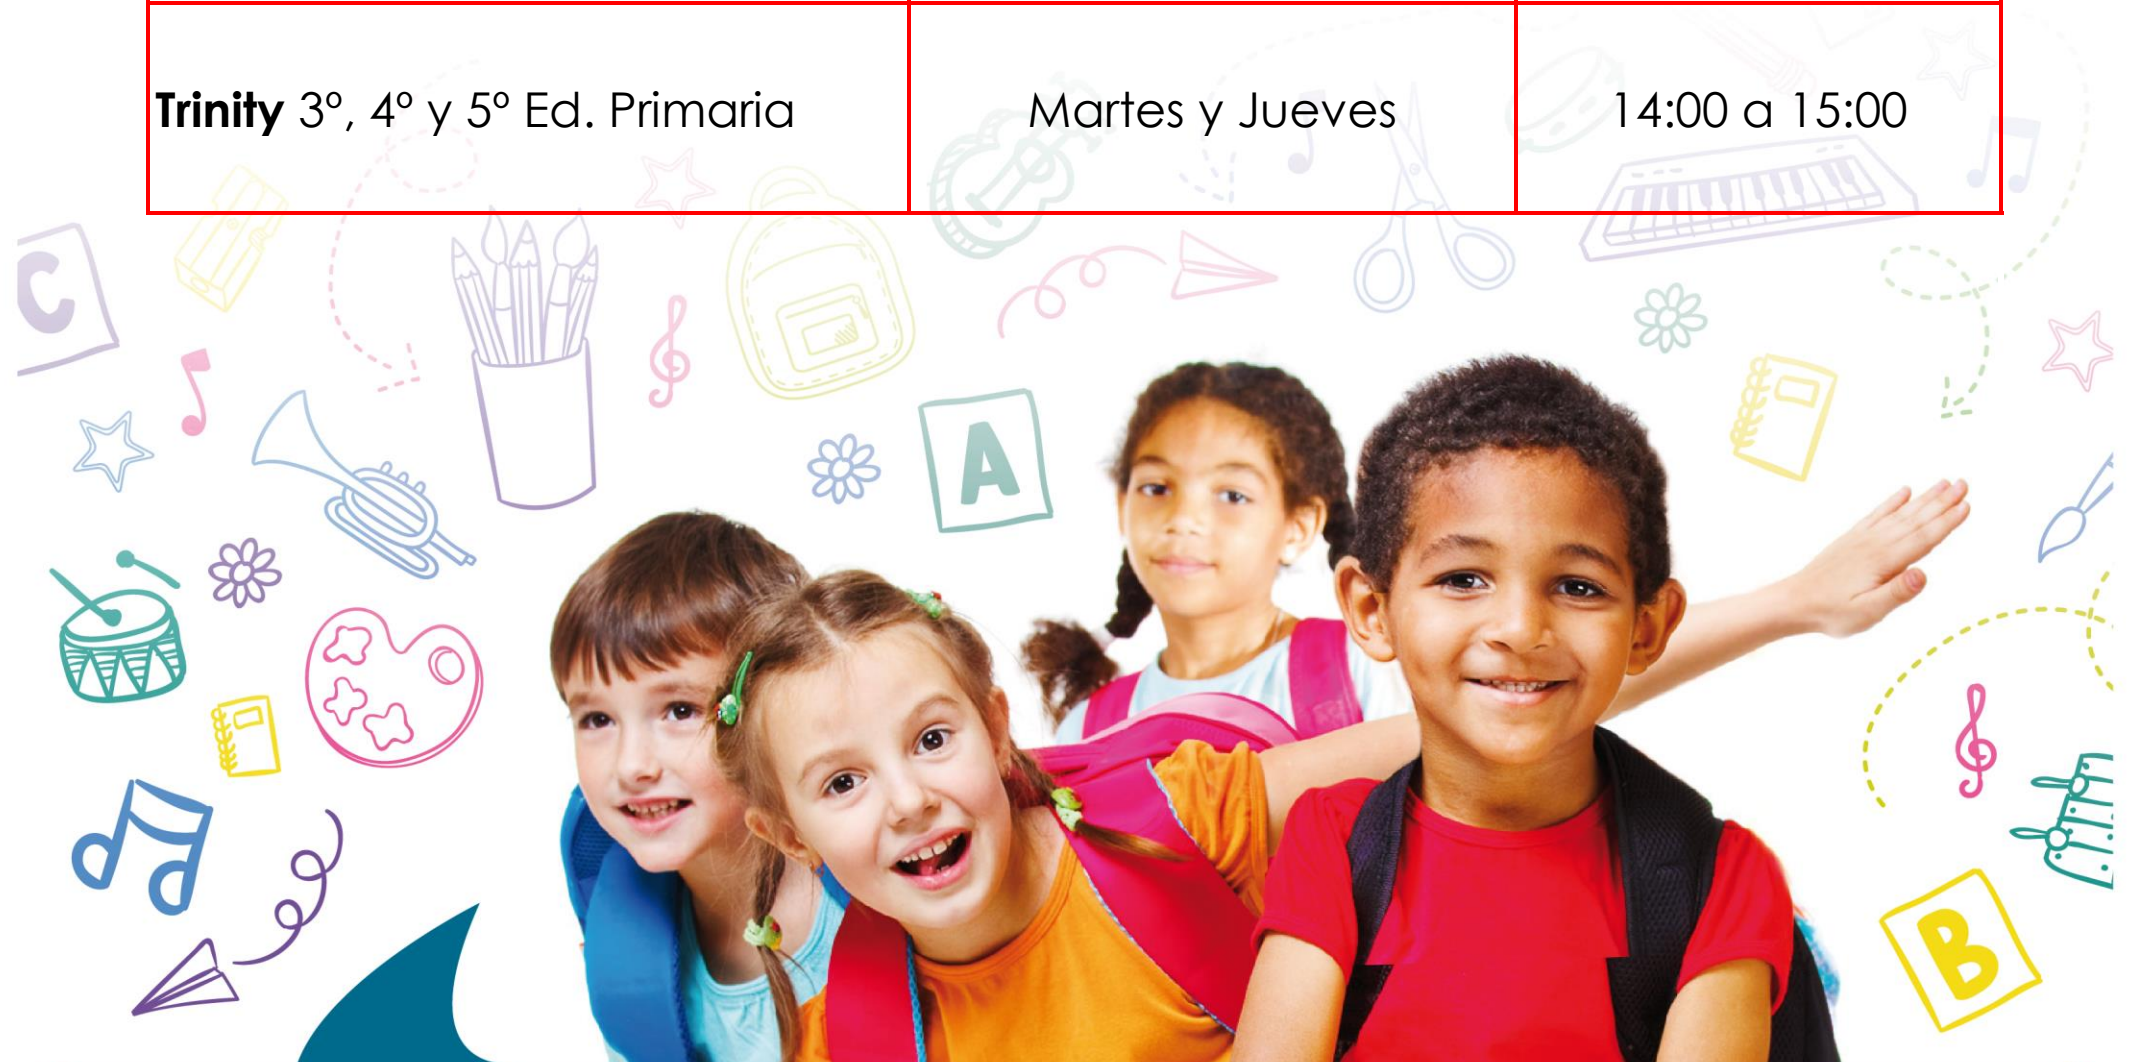 Trinity 3º, 4º y 5º Ed. Primaria Martes y Jueves 14:00 a 15:00
C
A
B